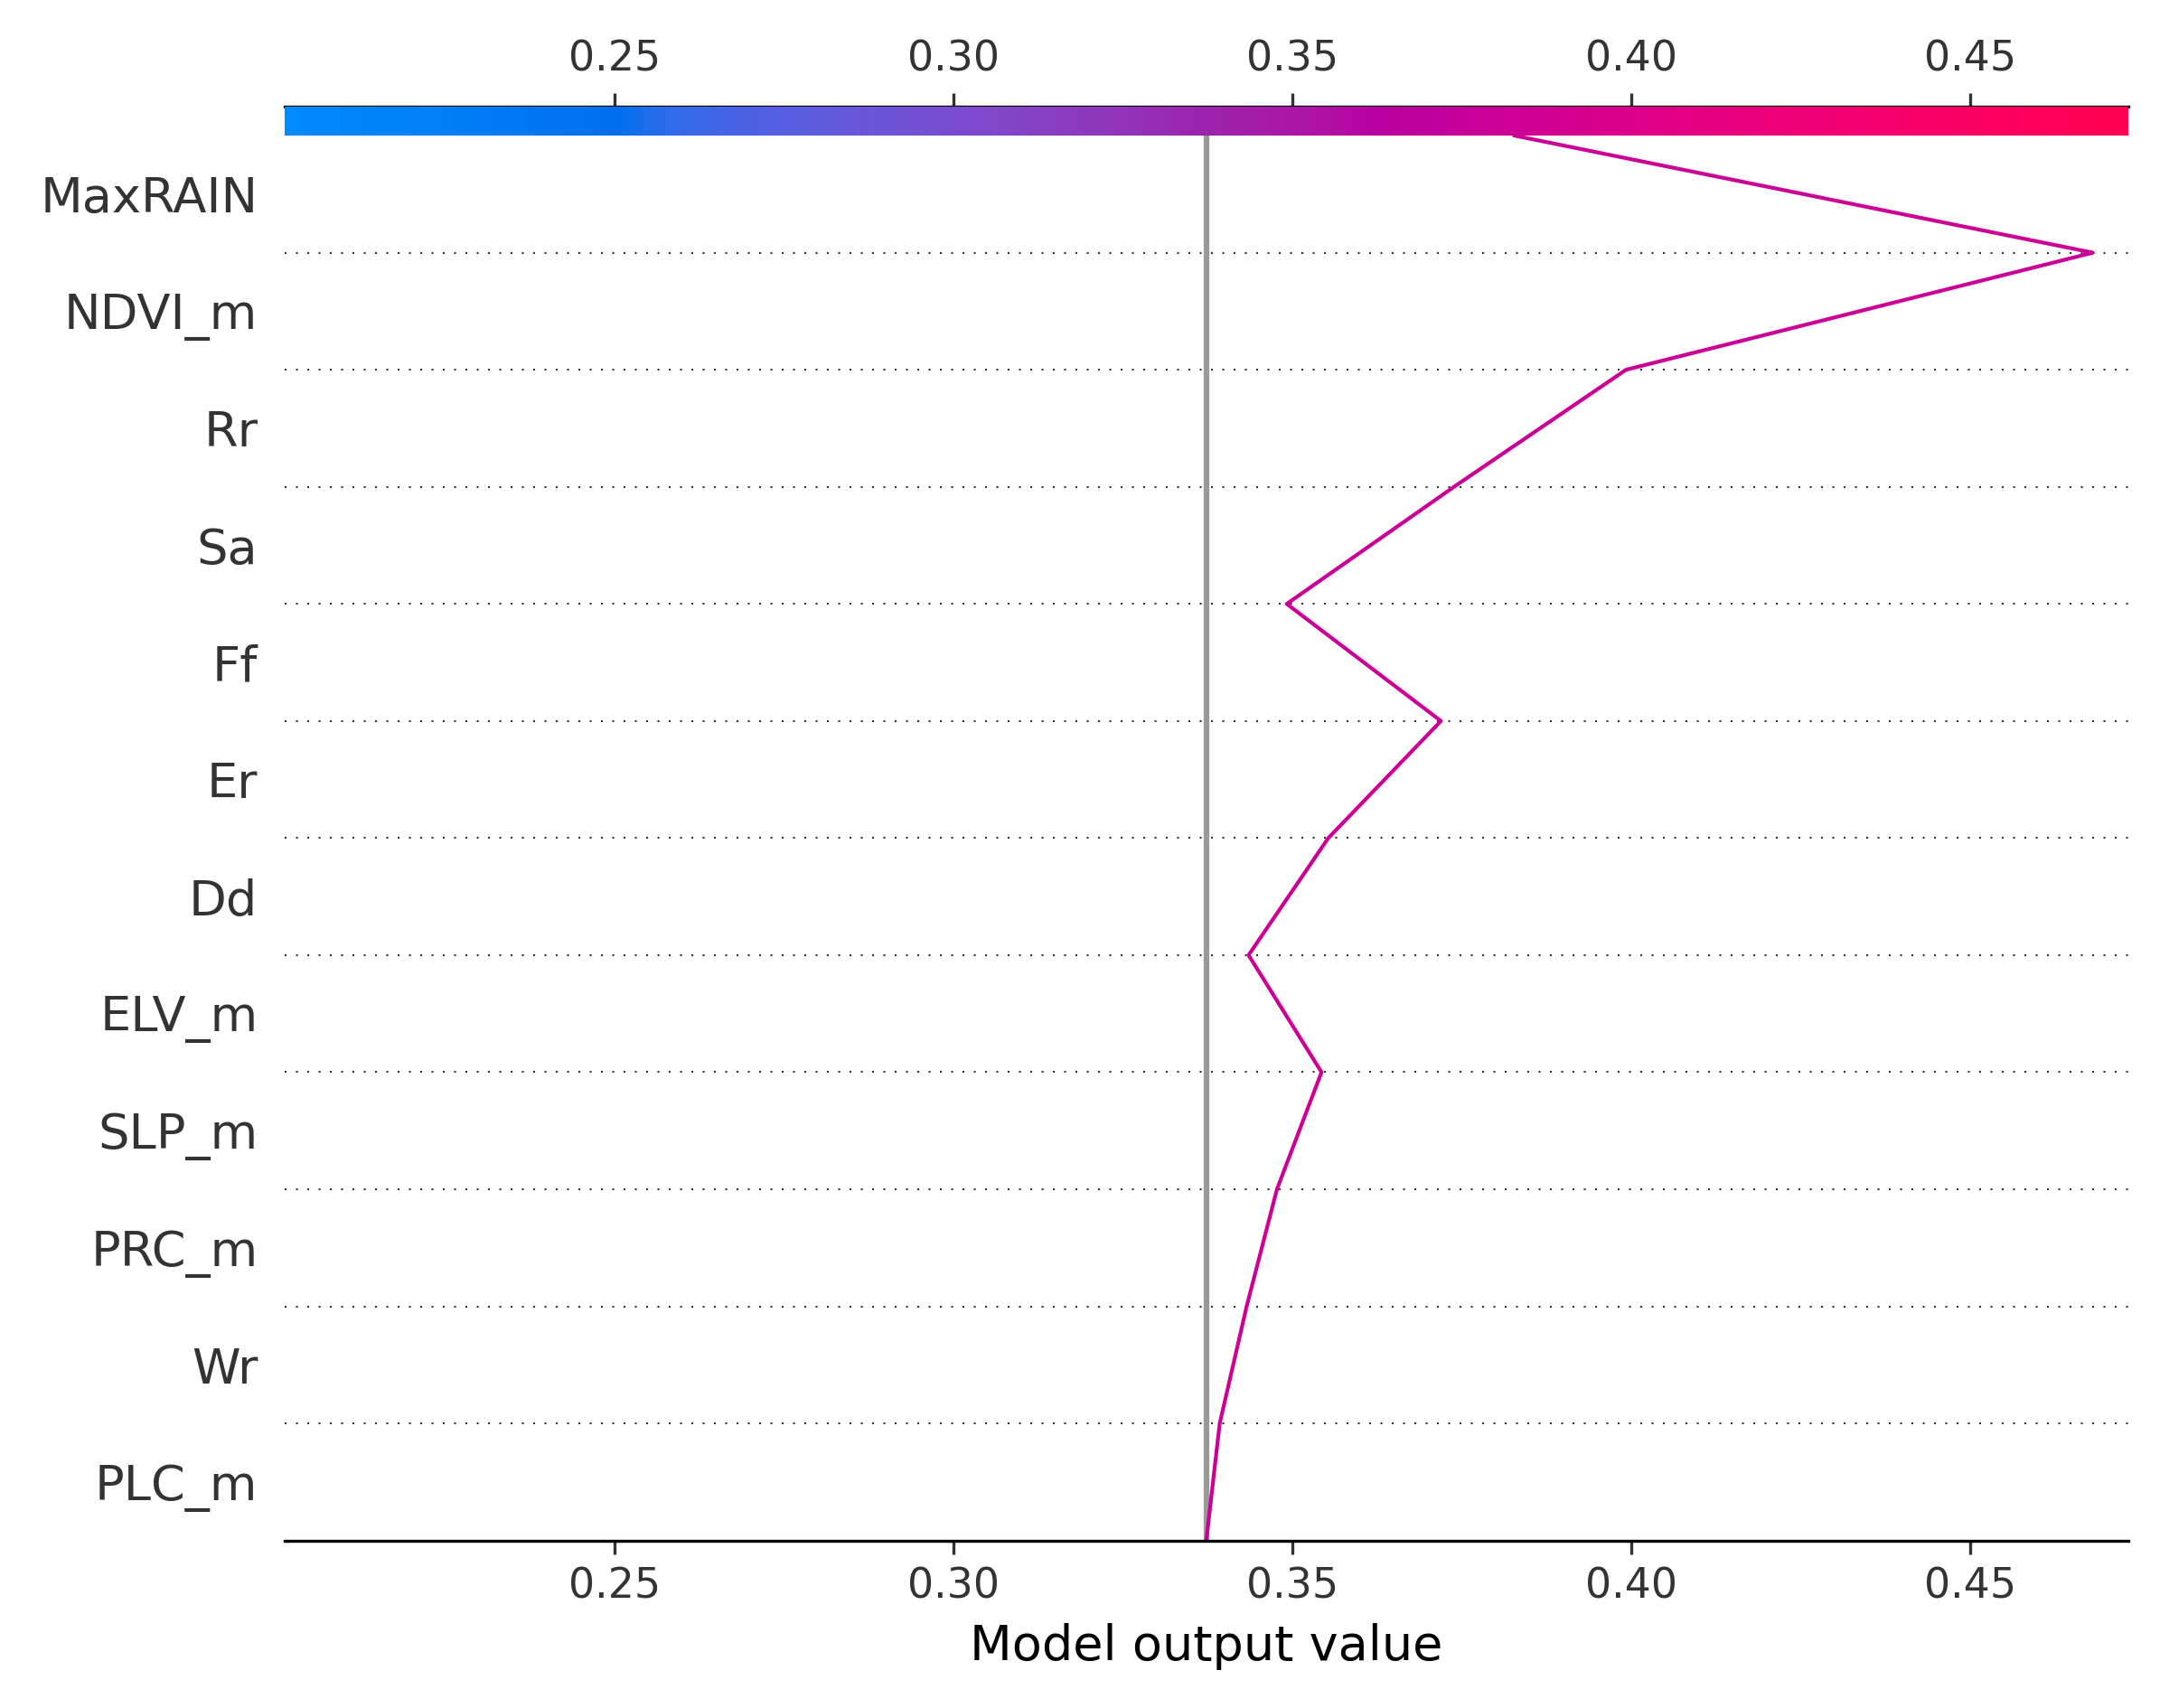 0.25 0.30 0.35 0.40 0.45
MaxRAIN
NDVI_m
Rr
Sa
Ff
Er
Dd
ELV_m
SLP_m
PRC_m
Wr
PLC_m
0.25 0.30 0.35 0.40 0.45
Model output value